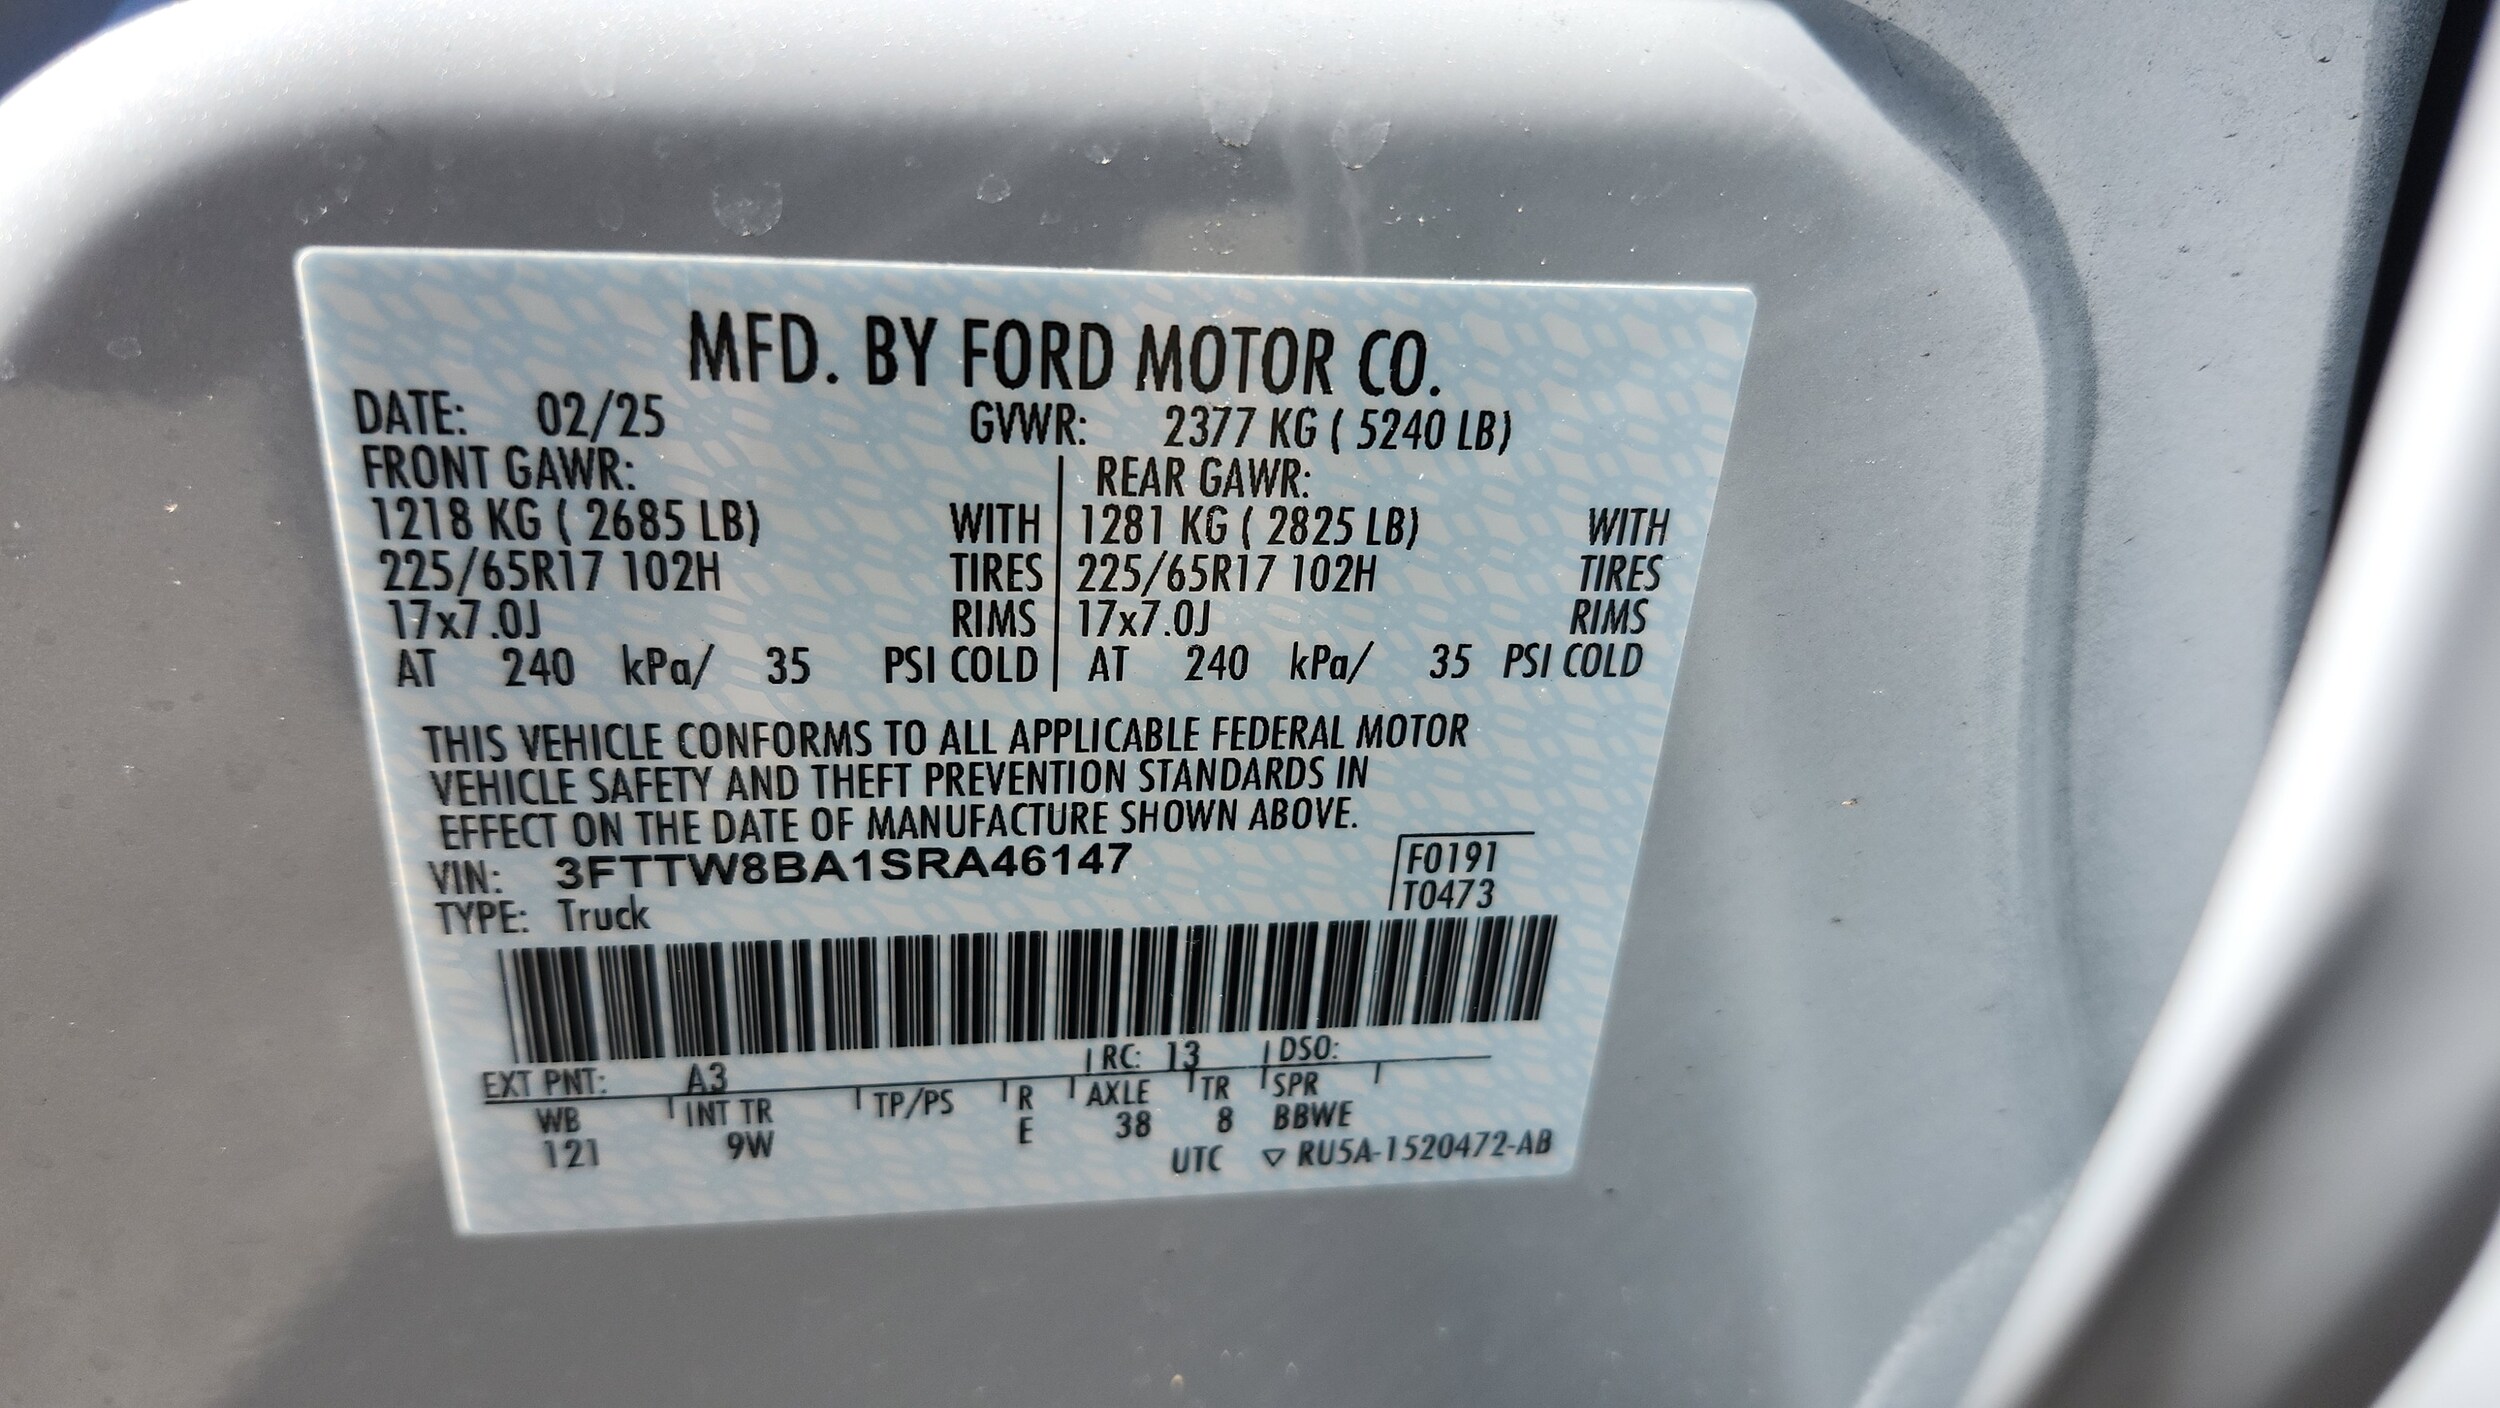 MFD. BY FORD MOTOR CO.
DATE: 02/25 GVWR: 2377 KG ( 5240 LB)
FRONT GAWR: REAR GAWR:
1218 KG ( 2685 LB) WITH 1281 KG ( 2825 LB) WITH
225/65R17 102H TIRES 225/65R17 102H TIRES
17x7.0J RIMS 17x7.0J RIMS
AT 240 kPa/ 35 PSI COLD AT 240 kPa/ 35 PSI COLD
THIS VEHICLE CONFORMS TO ALL APPLICABLE FEDERAL MOTOR
VEHICLE SAFETY AND THEFT PREVENTION STANDARDS IN
EFFECT ON THE DATE OF MANUFACTURE SHOWN ABOVE.
VIN: 3FTTW8BA1SRA46147 F0191
TYPE: Truck T0473
EXT PNT: A3 RC: 13 DSO:
WB INT TR TP/PS R AXLE TR SPR
121 9W E 38 8 BBWE
UTC ▽ RU5A-1520472-AB